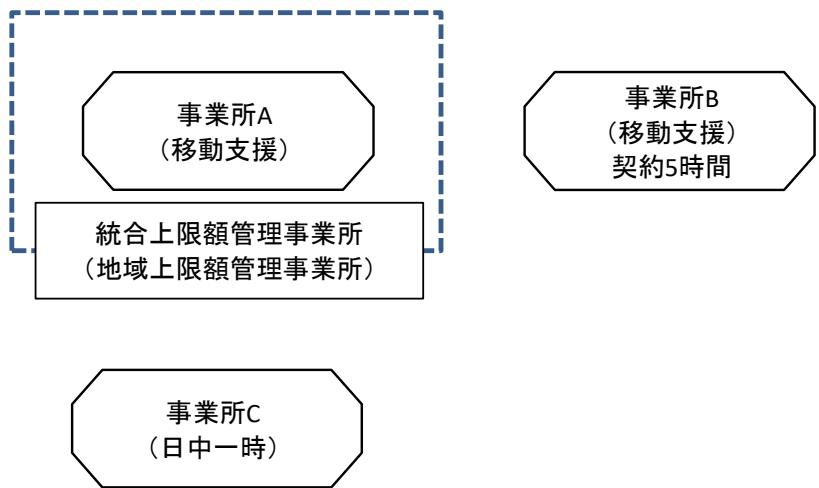 事業所A
（移動支援）
事業所B
（移動支援）
契約5時間
統合上限額管理事業所
（地域上限額管理事業所）
事業所C
（日中一時）